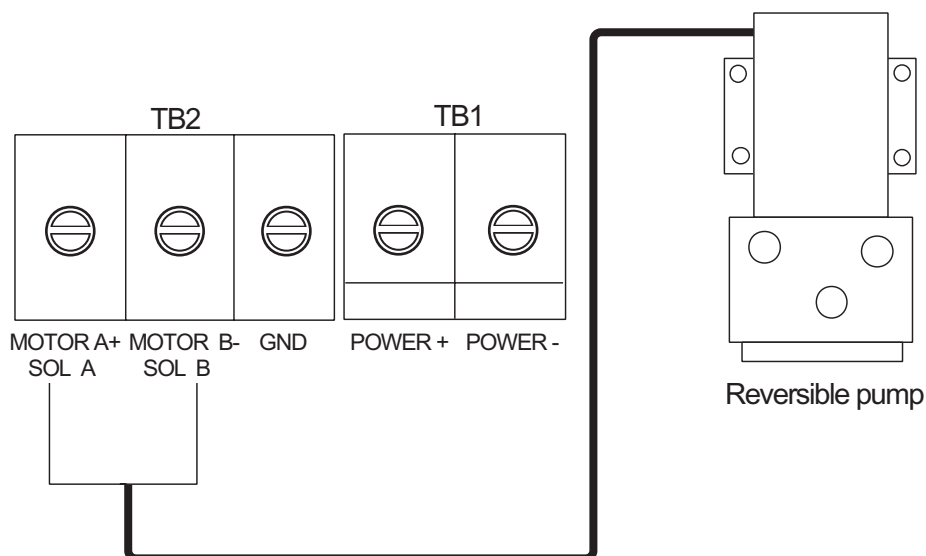 TB2
TB1
MOTOR A+ MOTOR B- GND POWER + POWER -
SOL A SOL B
Reversible pump